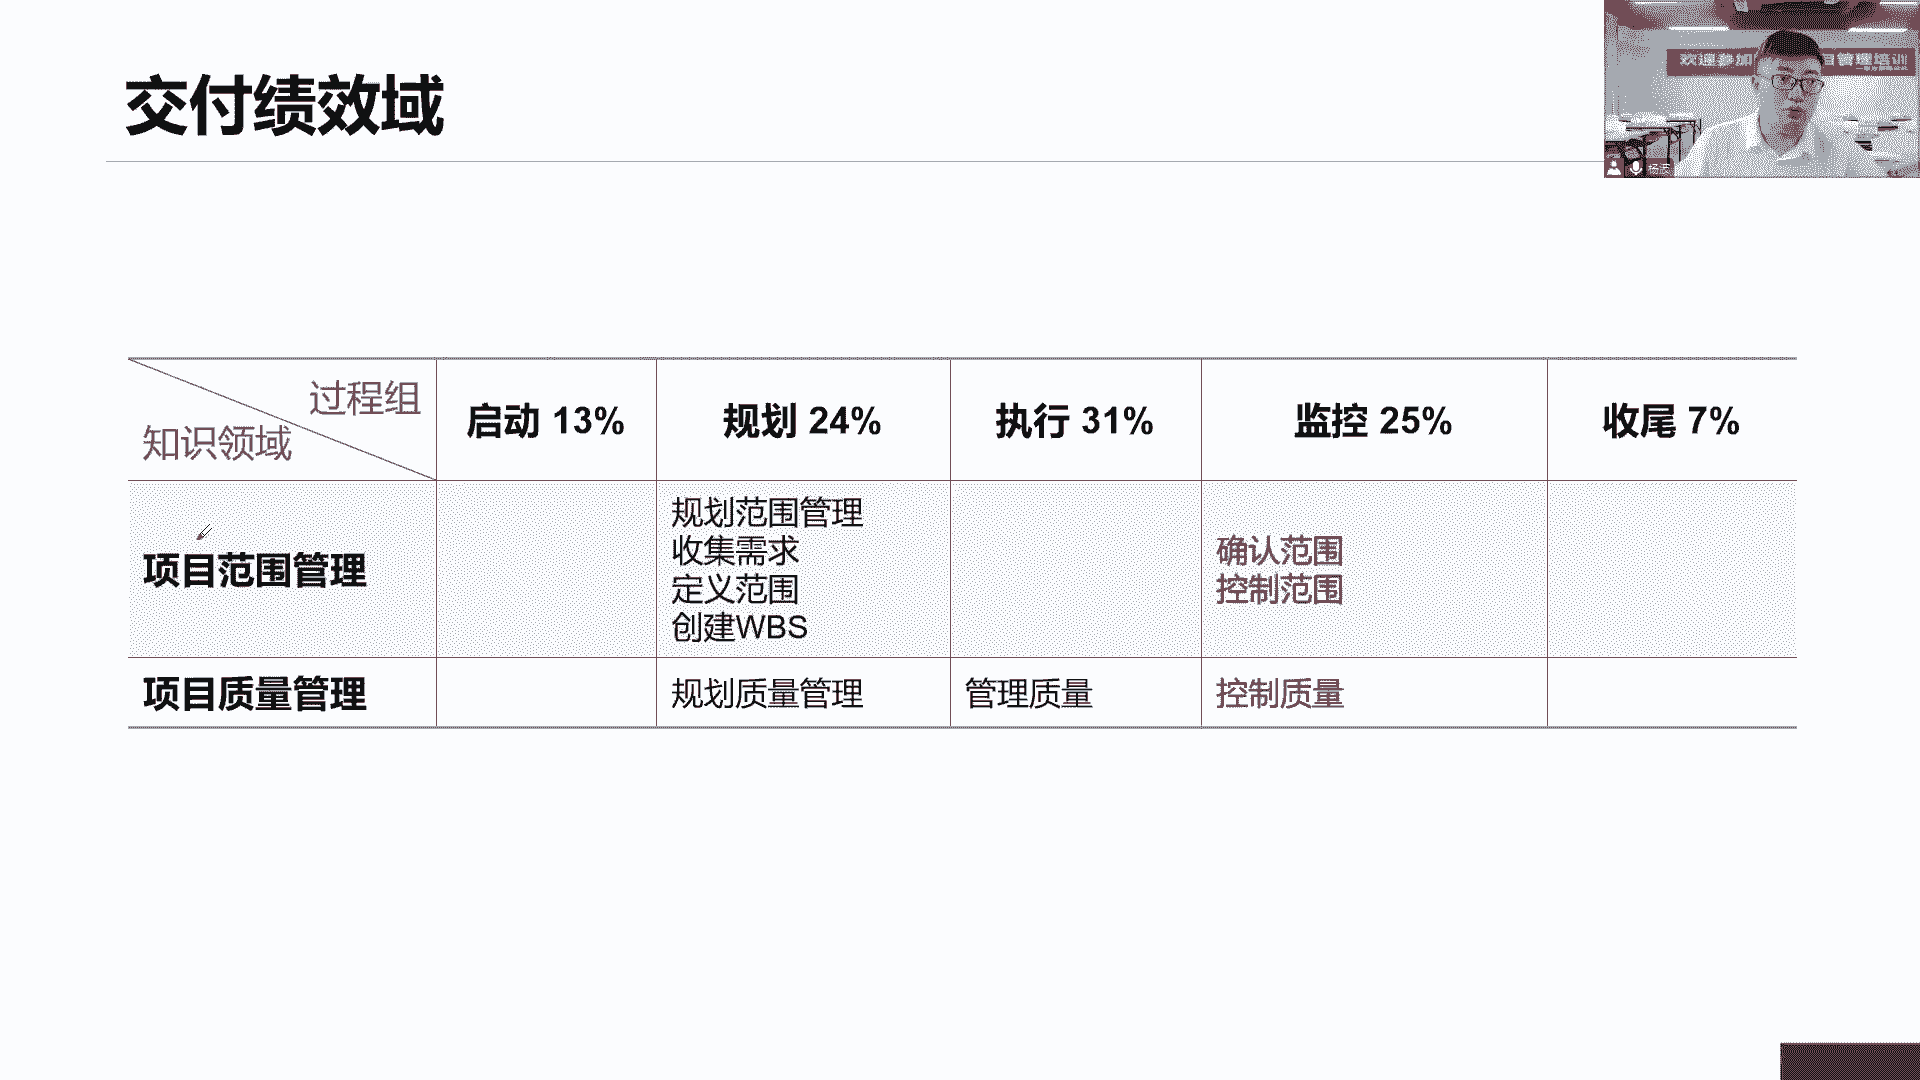 交付绩效域
欢迎参加
目管理培训
杨波
过程组
知识领域
启动 13%
规划 24%
执行 31%
监控 25%
收尾 7%
项目范围管理
规划范围管理
收集需求
定义范围
创建WBS
确认范围
控制范围
项目质量管理
规划质量管理
管理质量
控制质量